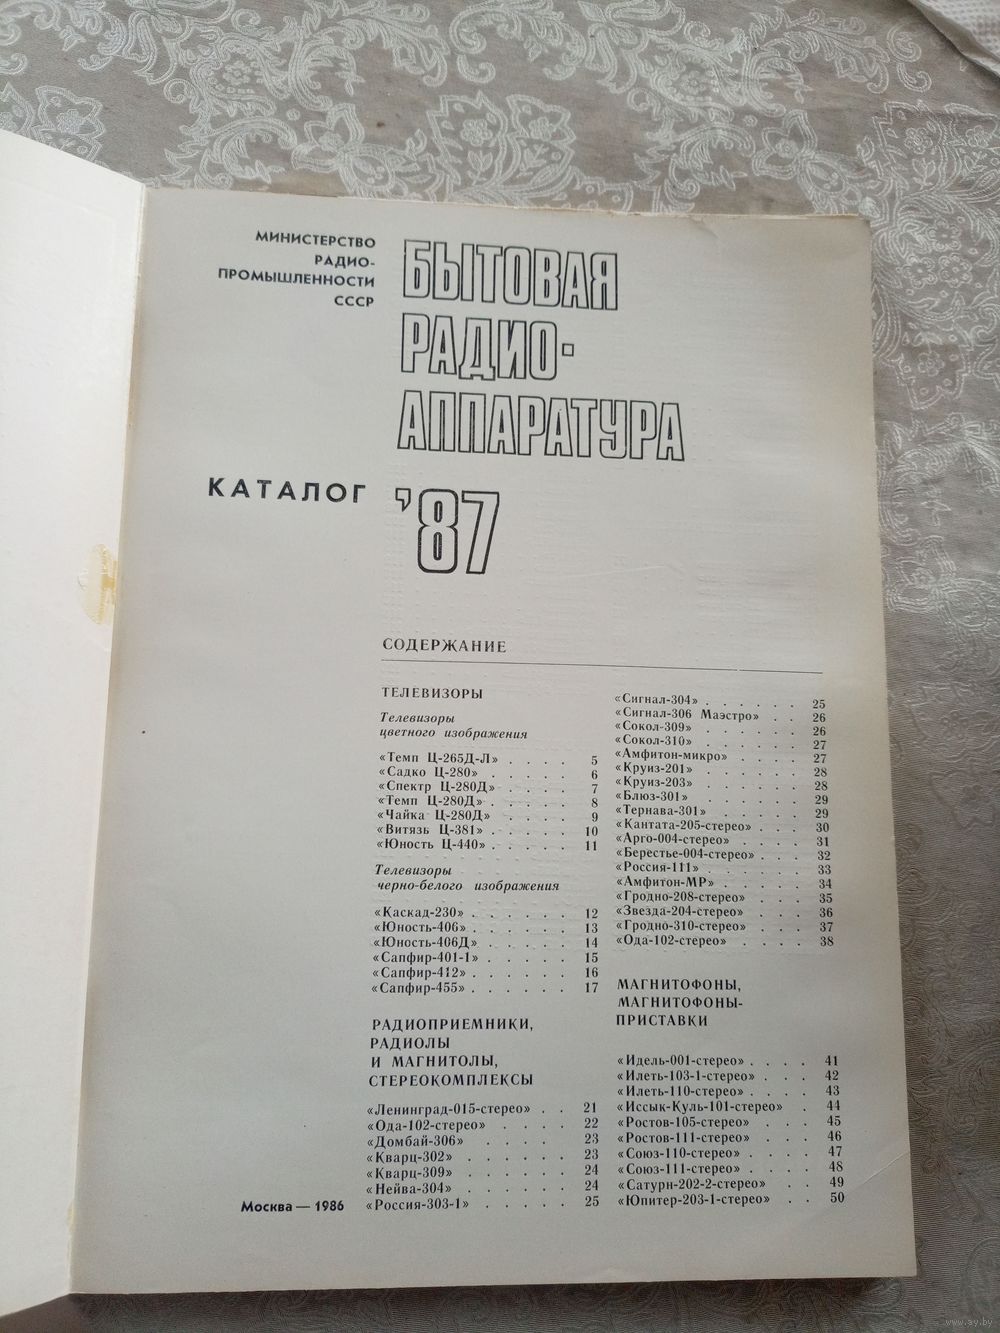 МИНИСТЕРСТВО
РАДИО-
ПРОМЫШЛЕННОСТИ
СССР
БЫТОВАЯ
РАДИО-
АППАРАТУРА
КАТАЛОГ
'87
СОДЕРЖАНИЕ
ТЕЛЕВИЗОРЫ
Телевизоры
цветного изображения
«Темп Ц-265Д-Л» . . . . 5
«Садко Ц-280» . . . . . 6
«Спектр Ц-280Д» . . . . 7
«Темп Ц-280Д» . . . . . 8
«Чайка Ц-280Д» . . . . 9
«Витязь Ц-381» . . . . . 10
«Юность Ц-440» . . . . . 11
Телевизоры
черно-белого изображения
«Каскад-230» . . . . . . 12
«Юность-406» . . . . . . 13
«Юность-406Д» . . . . . 14
«Сапфир-401-1» . . . . . 15
«Сапфир-412» . . . . . . 16
«Сапфир-455» . . . . . . 17
РАДИОПРИЕМНИКИ,
РАДИОЛЫ
И МАГНИТОЛЫ,
СТЕРЕОКОМПЛЕКСЫ
«Ленинград-015-стерео» . . 21
«Ода-102-стерео» . . . . 22
«Домбай-306» . . . . 23
«Кварц-302» . . . . . . 23
«Кварц-309» . . . . . . 24
«Нейва-304» . . . . . . 24
«Россия-303-1» . . . . . 25
«Сигнал-304» . . . . . . 25
«Сигнал-306 Маэстро» . . 26
«Сокол-309» . . . . . . 26
«Сокол-310» . . . . . . 27
«Амфитон-микро» . . . . 27
«Круиз-201» . . . . . . 28
«Круиз-203» . . . . . . 28
«Блюз-301» . . . . . . 29
«Тернава-301» . . . . . 29
«Кантата-205-стерео» . . . 30
«Арго-004-стерео» . . . . 31
«Берестье-004-стерео» . . . 32
«Россия-111» . . . . . . 33
«Амфитон-МР» . . . . . 34
«Гродно-208-стерео» . . . 35
«Звезда-204-стерео» . . . 36
«Гродно-310-стерео» . . . 37
«Ода-102-стерео» . . . . 38
МАГНИТОФОНЫ,
МАГНИТОФОНЫ-
ПРИСТАВКИ
«Идель-001-стерео» . . . . 41
«Илеть-103-1-стерео» . . . 42
«Илеть-110-стерео» . . . . 43
«Иссык-Куль-101-стерео» . 44
«Ростов-105-стерео» . . . 45
«Ростов-111-стерео» . . . 46
«Союз-110-стерео» . . . . 47
«Союз-111-стерео» . . . . 48
«Сатурн-202-2-стерео» . . 49
«Юпитер-203-1-стерео» . . 50
Москва — 1986
www.ay.by